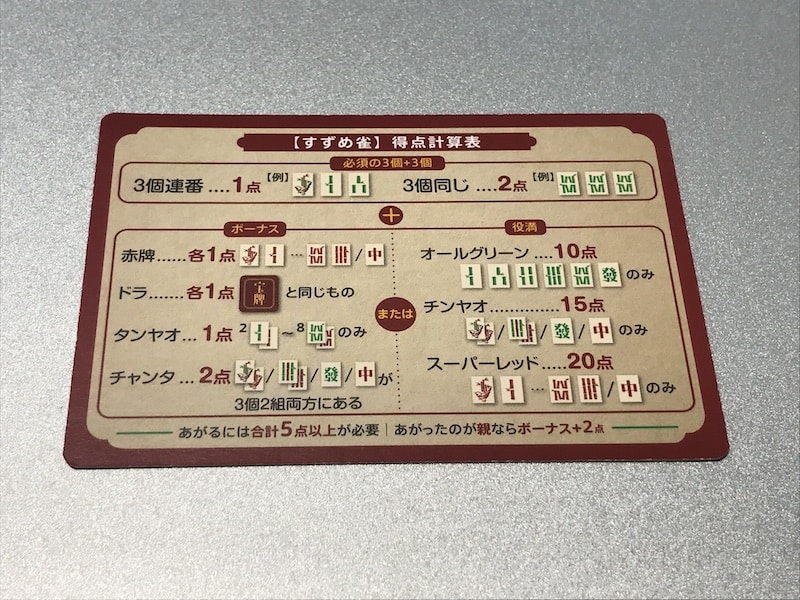 【すずめ雀】得点計算表
必須の3個+3個
3個連番....1点【例】
3個同じ....2点【例】
+
ボーナス
赤牌......各1点 … / 中
ドラ.......各1点 宝牌 と同じもの
タンヤオ...1点 2 ～8 のみ
チャンタ...2点 / / 發 / 中 が
3個2組両方にある
または
役満
オールグリーン....10点
發 のみ
チンヤオ...............15点
/ / 發 / 中 のみ
スーパーレッド.....20点
… / 中 のみ
あがるには合計5点以上が必要｜あがったのが親ならボーナス+2点